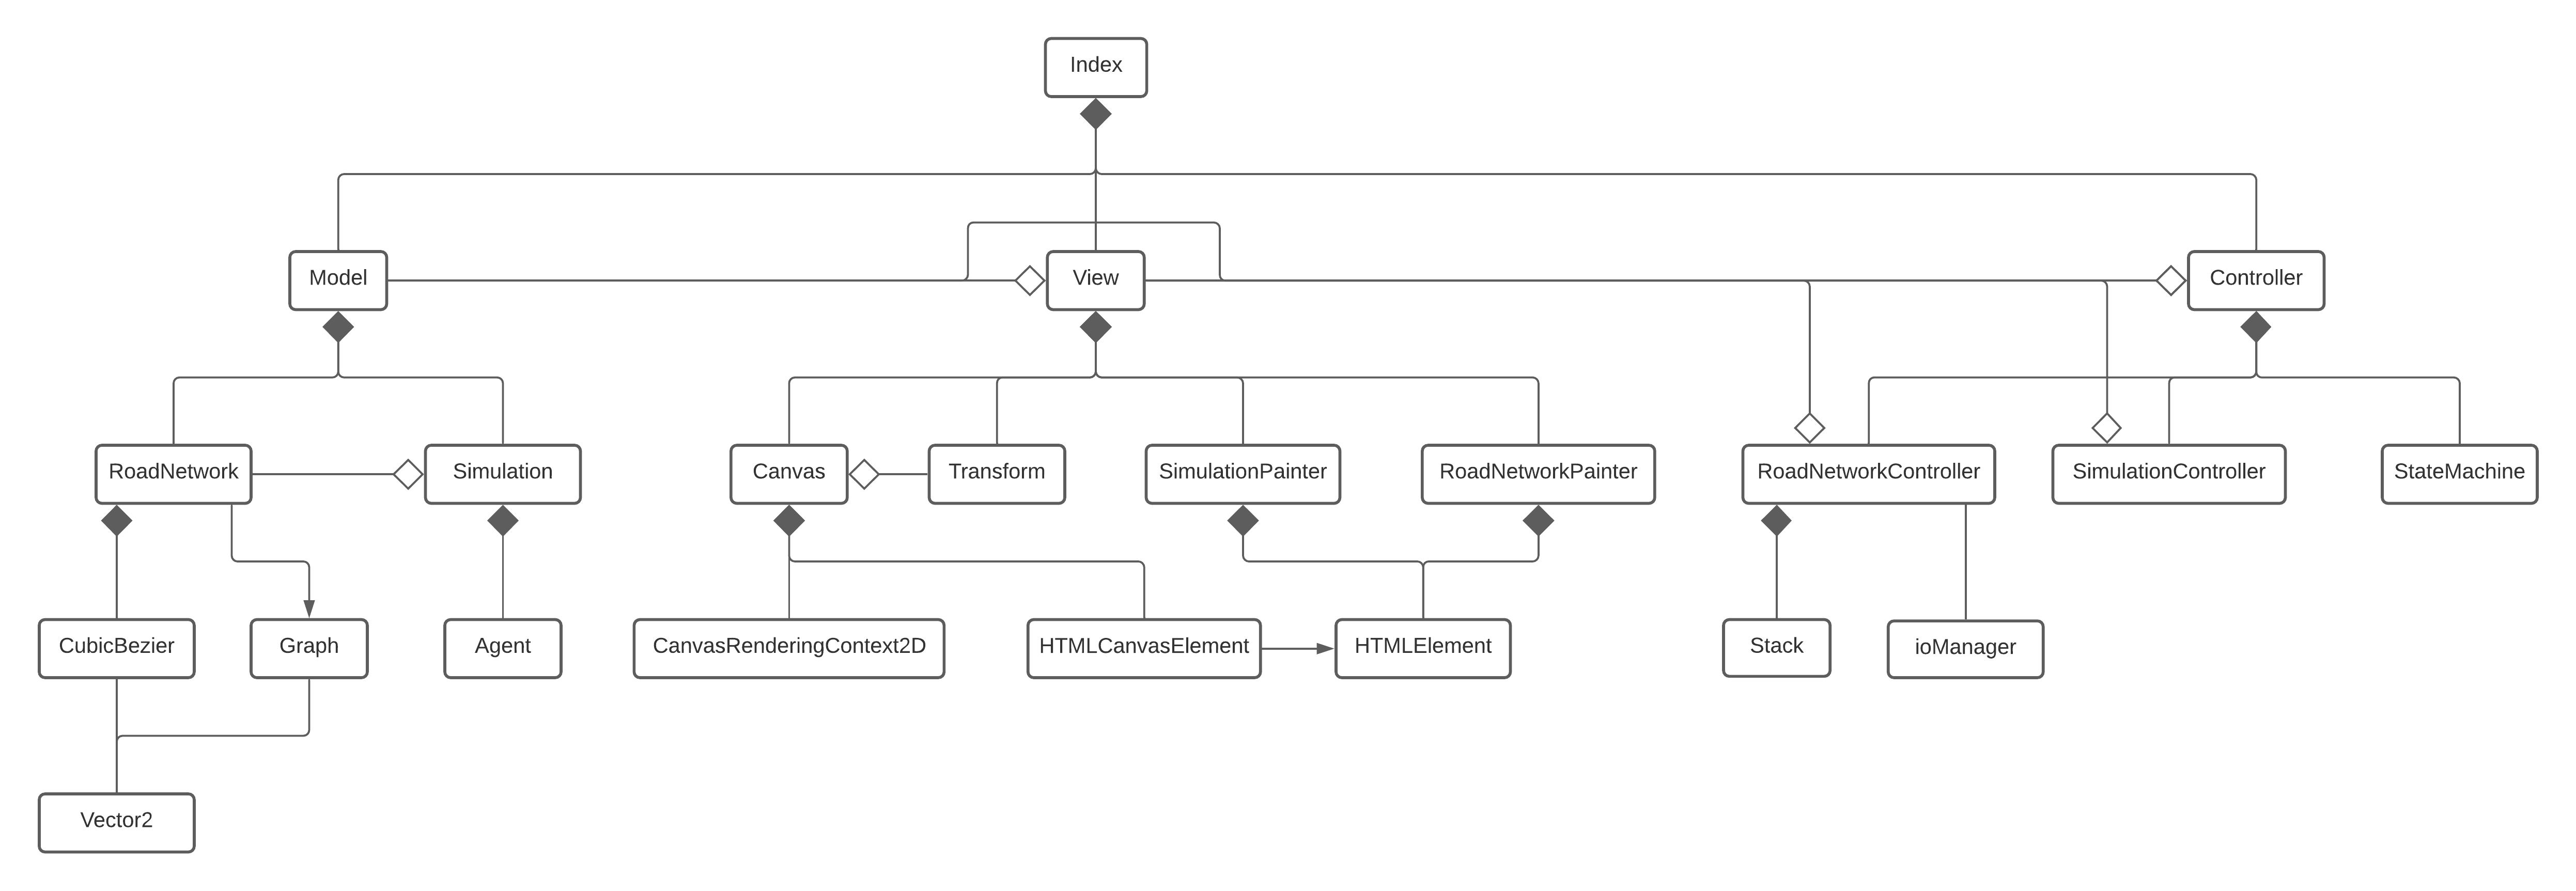 Index
Model
View
Controller
RoadNetwork
Simulation
Canvas
Transform
SimulationPainter
RoadNetworkPainter
RoadNetworkController
SimulationController
StateMachine
CubicBezier
Graph
Agent
CanvasRenderingContext2D
HTMLCanvasElement
HTMLElement
Stack
ioManager
Vector2